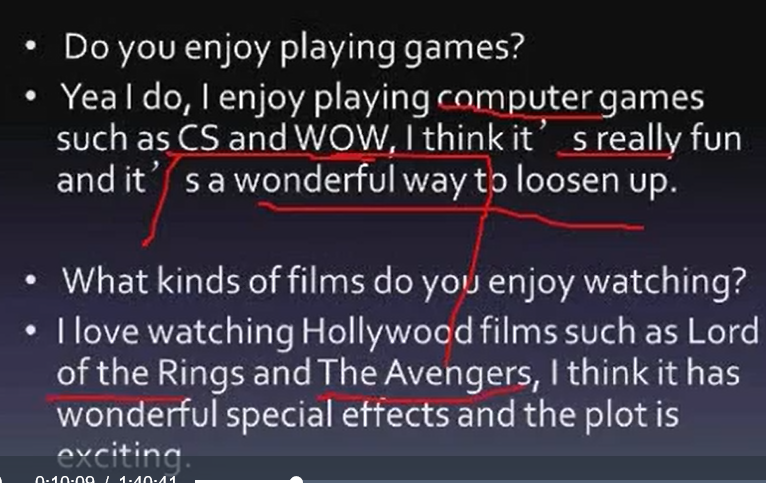 • Do you enjoy playing games?
• Yea I do, I enjoy playing computer games
such as CS and WOW, I think it’s really fun
and it’s a wonderful way to loosen up.
• What kinds of films do you enjoy watching?
• I love watching Hollywood films such as Lord
of the Rings and The Avengers, I think it has
wonderful special effects and the plot is
exciting.
0:10:09 / 1:40:41